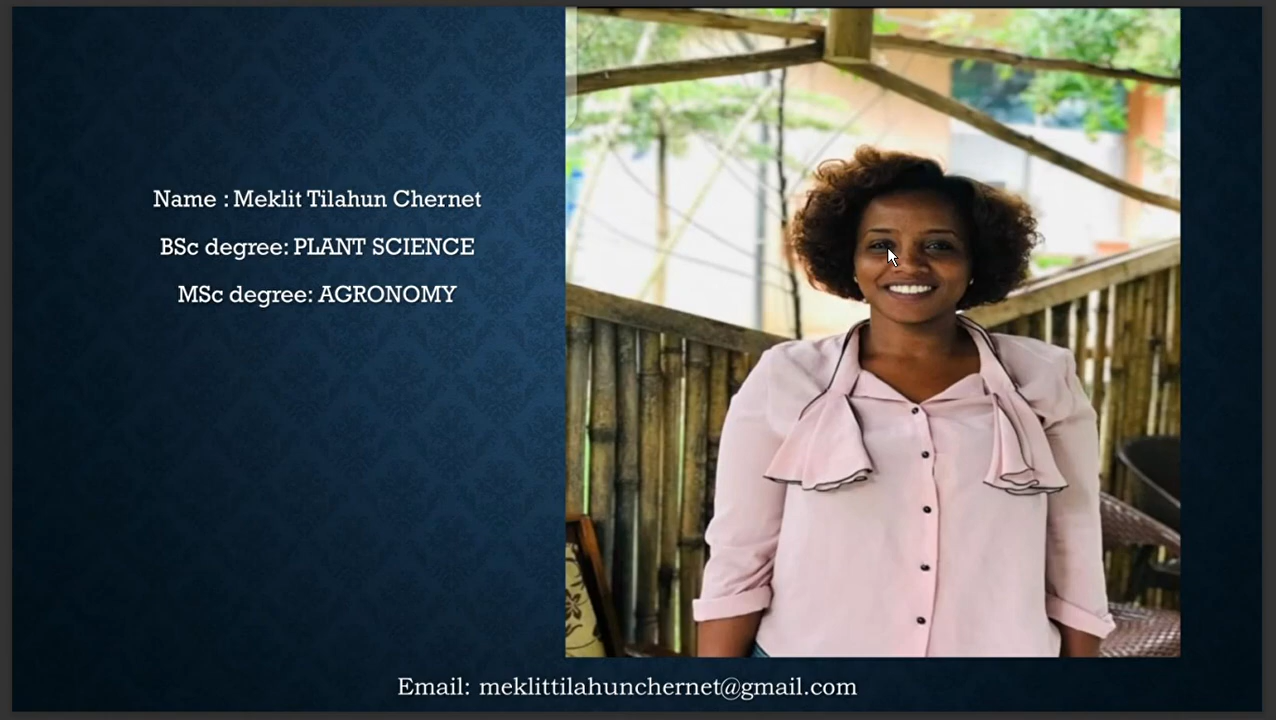 Name : Meklit Tilahun Chernet
BSc degree: PLANT SCIENCE
MSc degree: AGRONOMY
Email: meklittilahunchernet@gmail.com